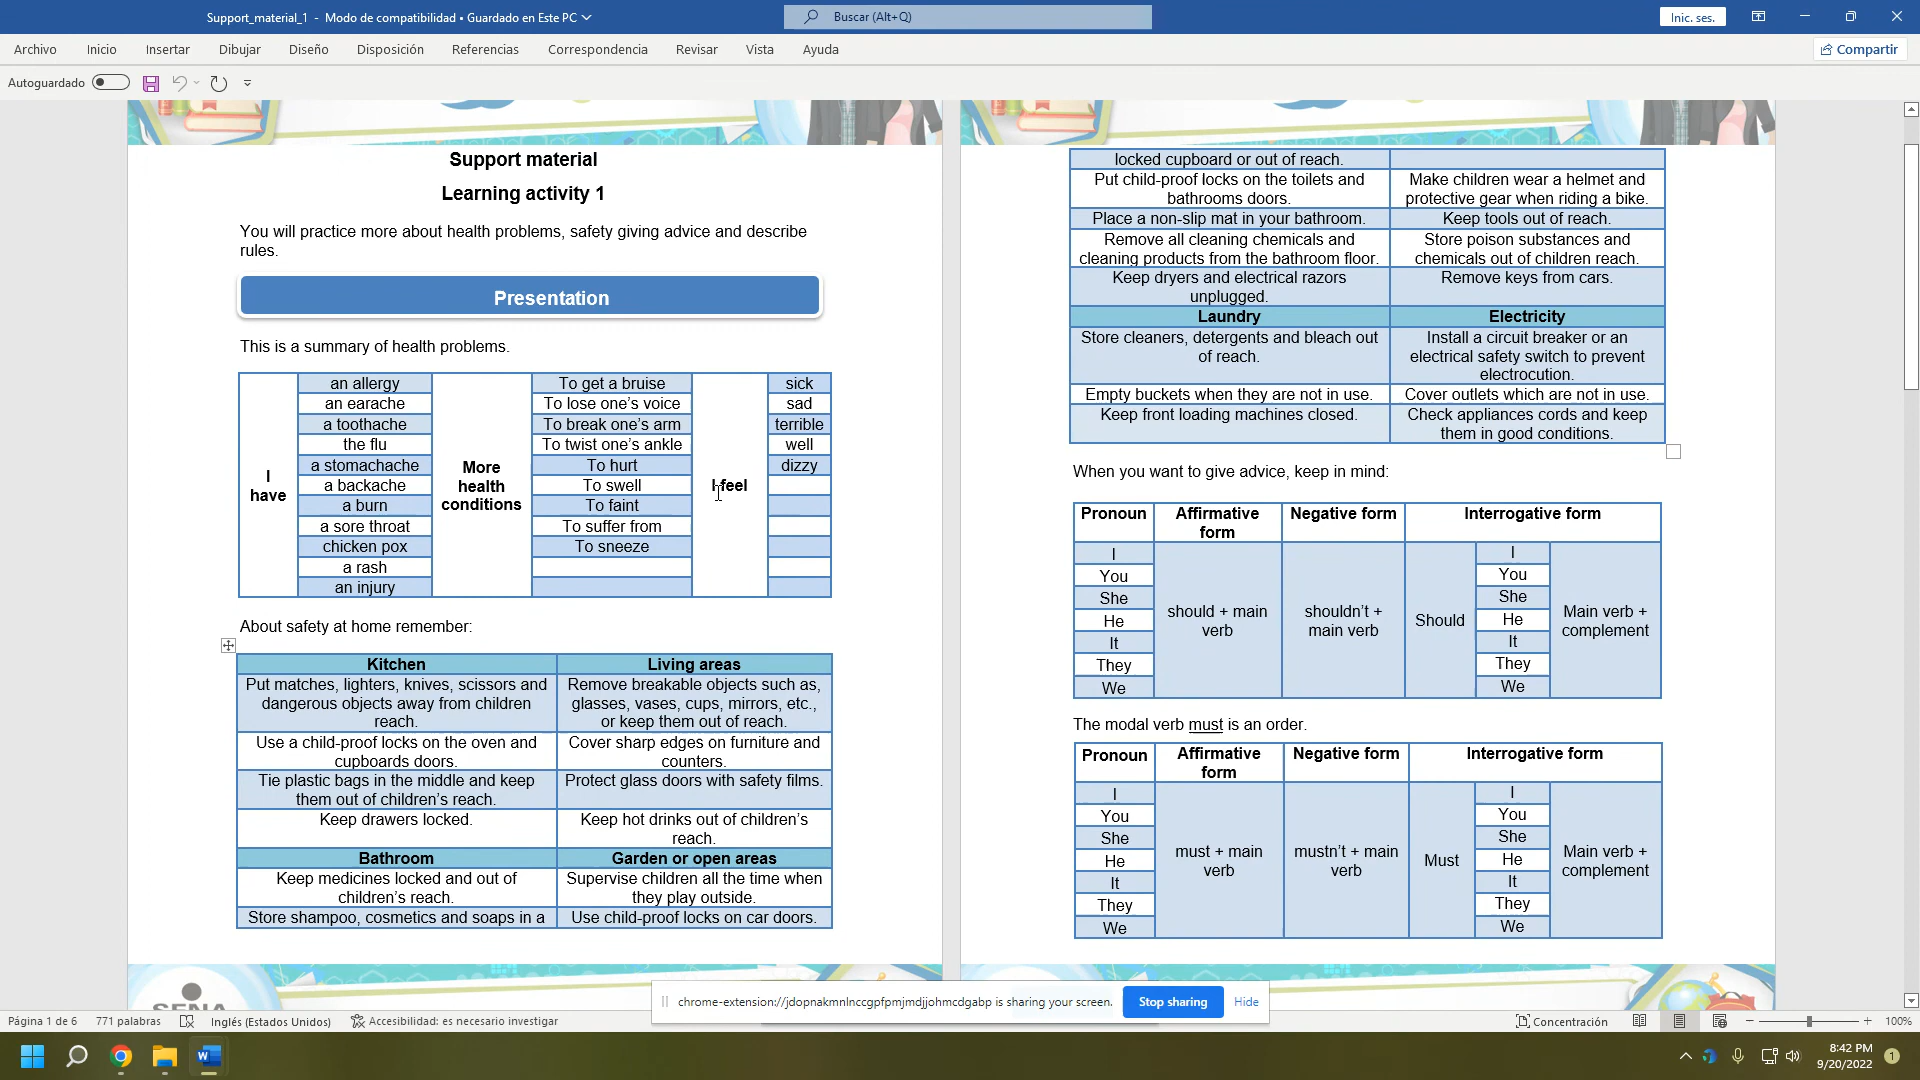 Support_material_1 - Modo de compatibilidad • Guardado en Este PC
Buscar (Alt+Q)
Inic. ses.
Archivo Inicio Insertar Dibujar Diseño Disposición Referencias Correspondencia Revisar Vista Ayuda
Compartir
Autoguardado
Support material
Learning activity 1
You will practice more about health problems, safety giving advice and describe
rules.
Presentation
This is a summary of health problems.
I
have
an allergy
an earache
a toothache
the flu
a stomachache
a backache
a burn
a sore throat
chicken pox
a rash
an injury
More
health
conditions
To get a bruise
To lose one’s voice
To break one’s arm
To twist one’s ankle
To hurt
To swell
To faint
To suffer from
To sneeze
I feel
sick
sad
terrible
well
dizzy
About safety at home remember:
Kitchen
Living areas
Put matches, lighters, knives, scissors and
dangerous objects away from children
reach.
Remove breakable objects such as,
glasses, vases, cups, mirrors, etc.,
or keep them out of reach.
Use a child-proof locks on the oven and
cupboards doors.
Cover sharp edges on furniture and
counters.
Tie plastic bags in the middle and keep
them out of children’s reach.
Protect glass doors with safety films.
Keep drawers locked.
Keep hot drinks out of children’s
reach.
Bathroom
Garden or open areas
Keep medicines locked and out of
children’s reach.
Supervise children all the time when
they play outside.
Store shampoo, cosmetics and soaps in a
Use child-proof locks on car doors.
SENA
locked cupboard or out of reach.
Put child-proof locks on the toilets and
bathrooms doors.
Make children wear a helmet and
protective gear when riding a bike.
Place a non-slip mat in your bathroom.
Keep tools out of reach.
Remove all cleaning chemicals and
cleaning products from the bathroom floor.
Store poison substances and
chemicals out of children reach.
Keep dryers and electrical razors
unplugged.
Remove keys from cars.
Laundry
Electricity
Store cleaners, detergents and bleach out
of reach.
Install a circuit breaker or an
electrical safety switch to prevent
electrocution.
Empty buckets when they are not in use.
Cover outlets which are not in use.
Keep front loading machines closed.
Check appliances cords and keep
them in good conditions.
When you want to give advice, keep in mind:
Pronoun
Affirmative
form
Negative form
Interrogative form
I
You
She
He
It
They
We
should + main
verb
shouldn’t +
main verb
Should
I
You
She
He
It
They
We
Main verb +
complement
The modal verb must is an order.
Pronoun
Affirmative
form
Negative form
Interrogative form
I
You
She
He
It
They
We
must + main
verb
mustn’t + main
verb
Must
I
You
She
He
It
They
We
Main verb +
complement
chrome-extension://jdopnakmnlnccgpfpmjmdjjohmcdgabp is sharing your screen.
Stop sharing
Hide
Página 1 de 6 771 palabras Inglés (Estados Unidos) Accesibilidad: es necesario investigar
Concentración
100%
8:42 PM
9/20/2022
1